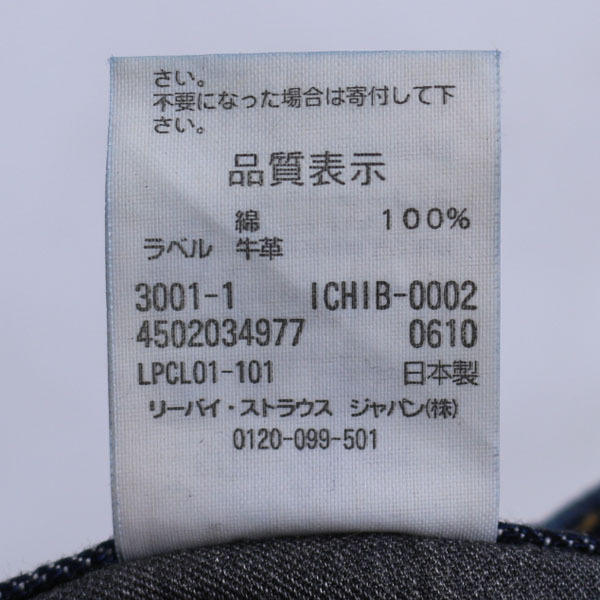 さい。
不要になった場合は寄付して下
さい。
品質表示
綿 100%
ラベル 牛革
3001-1 ICHIB-0002
4502034977 0610
LPCL01-101 日本製
リーバイ・ストラウス ジャパン(株)
0120-099-501